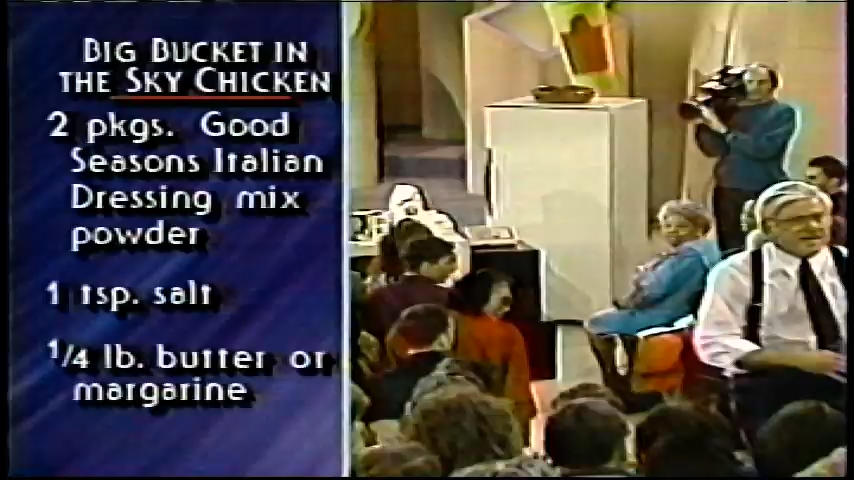 BIG BUCKET IN
THE SKY CHICKEN
2 pkgs. Good
Seasons Italian
Dressing mix
powder
1 tsp. salt
1/4 lb. butter or
margarine